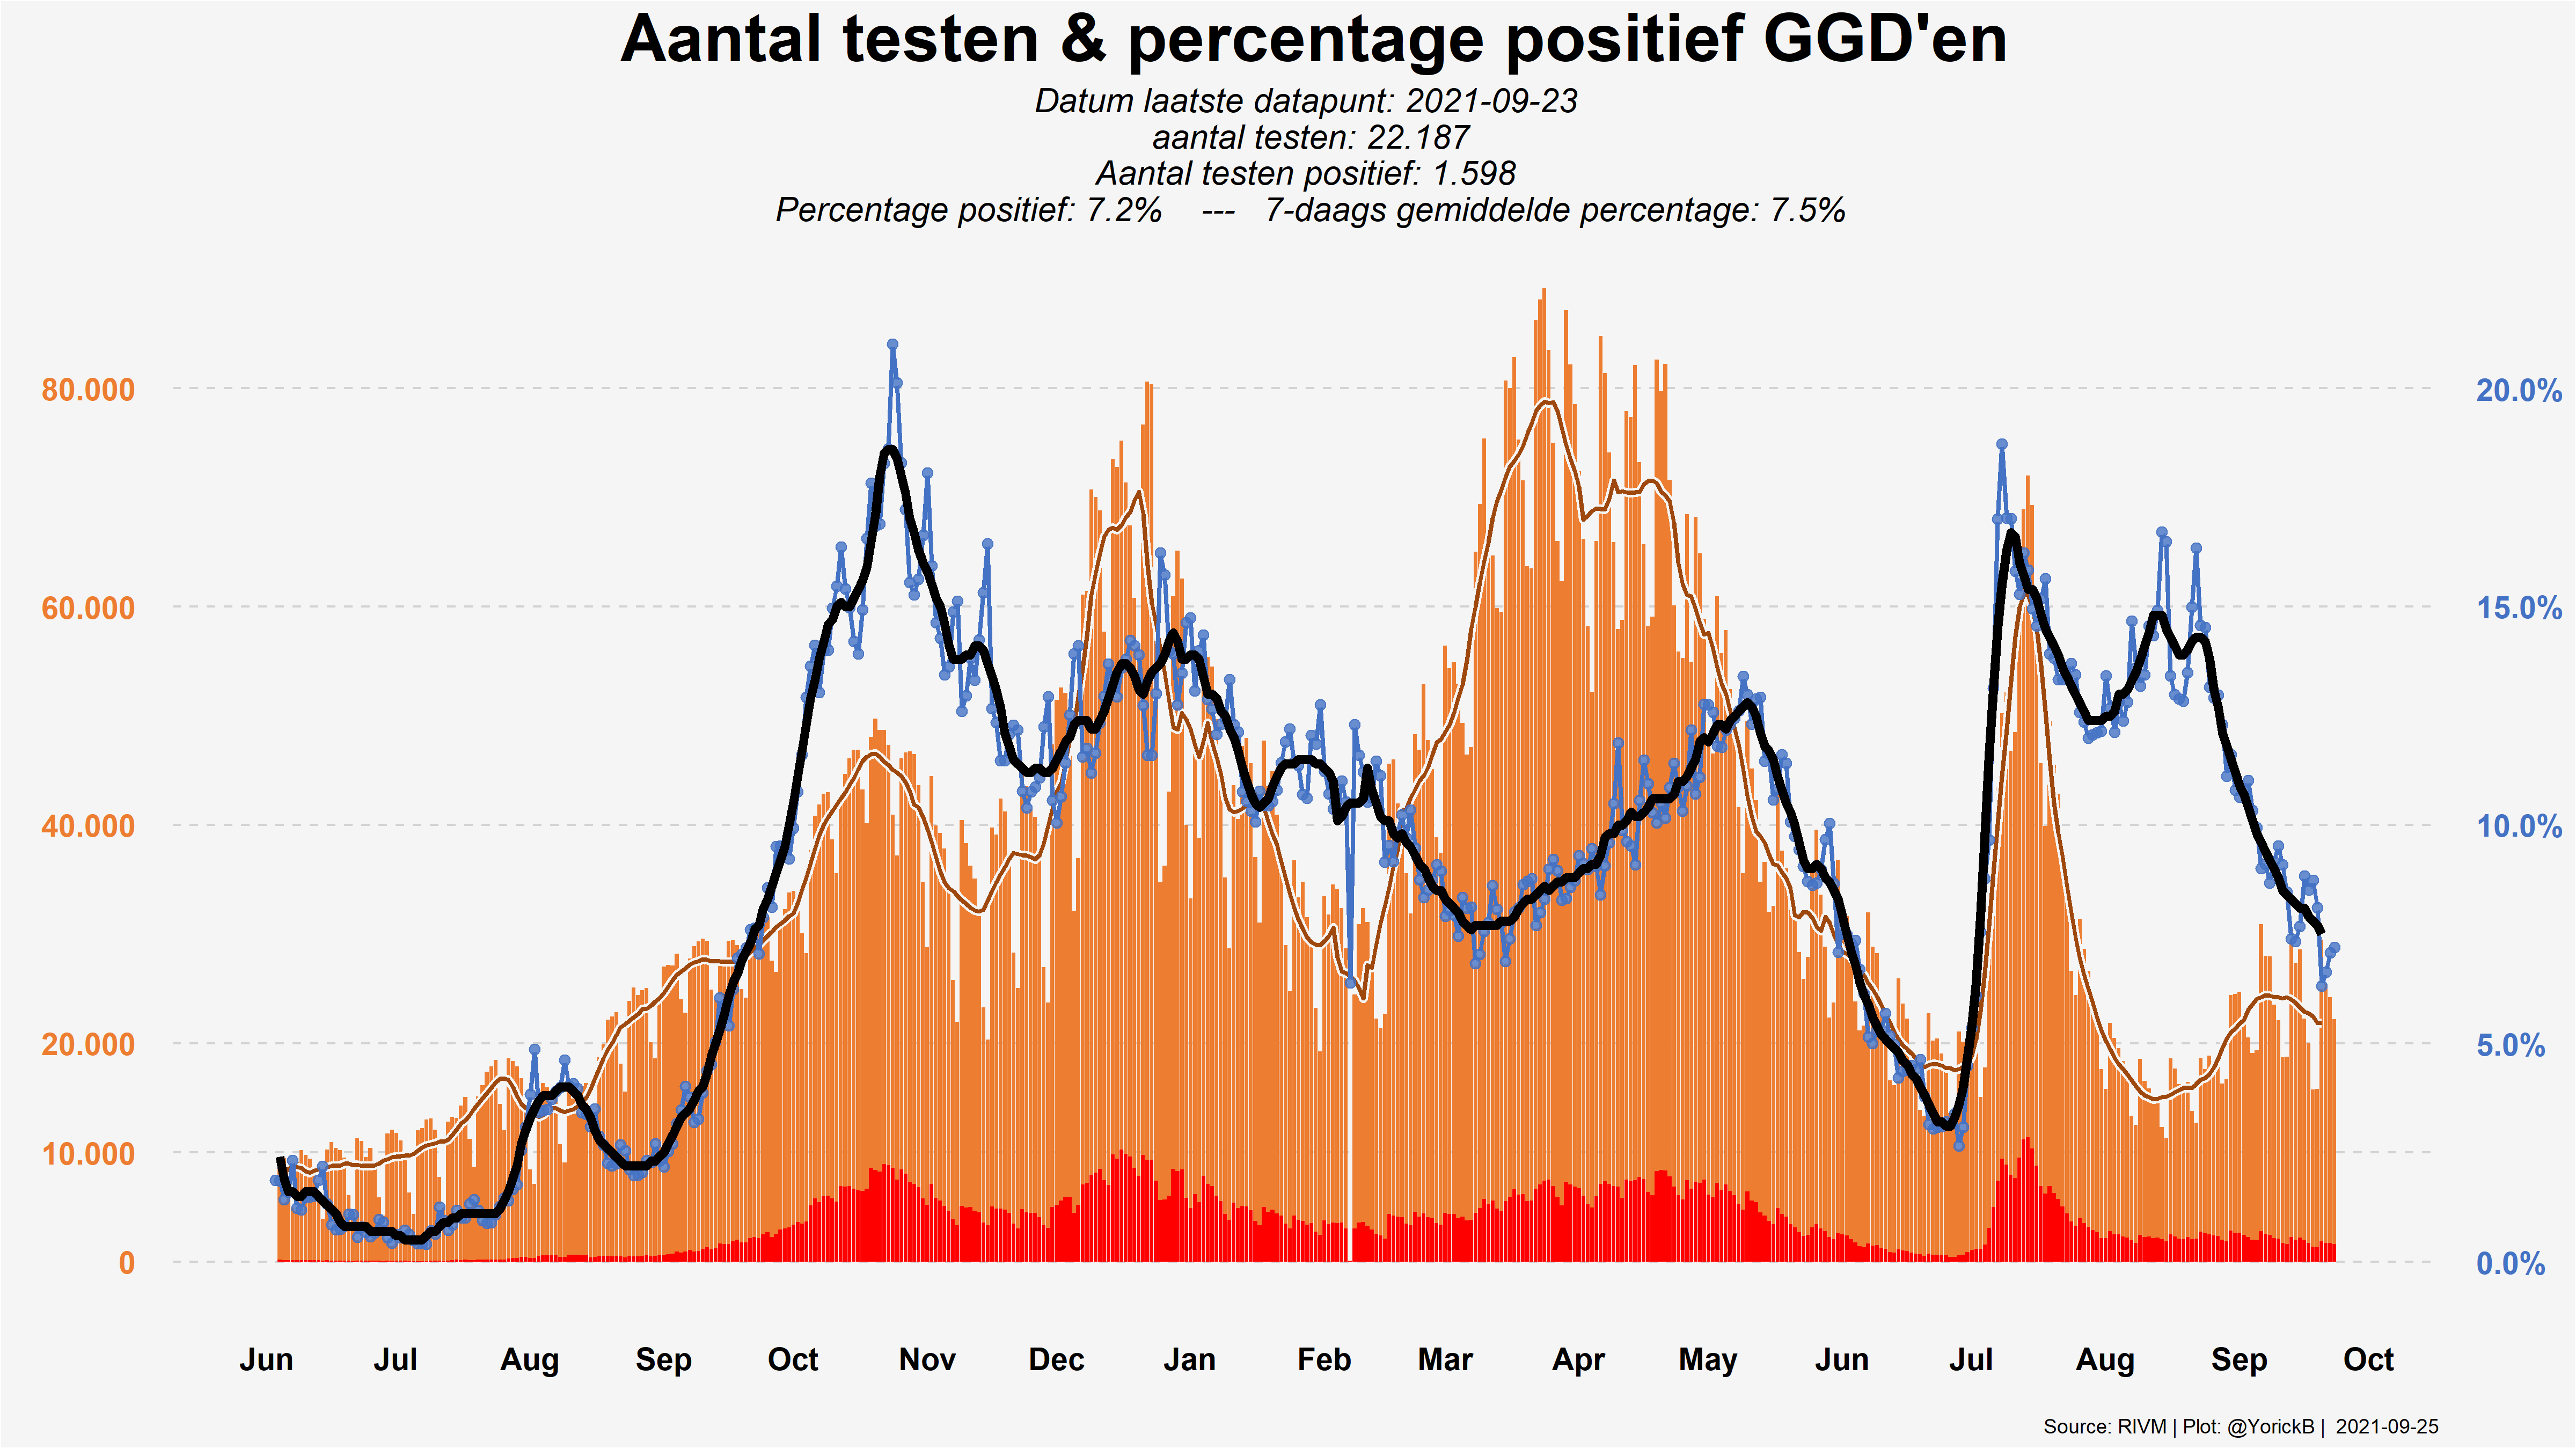 Aantal testen & percentage positief GGD'en
Datum laatste datapunt: 2021-09-23
aantal testen: 22.187
Aantal testen positief: 1.598
Percentage positief: 7.2% --- 7-daags gemiddelde percentage: 7.5%
80.000
20.0%
60.000
15.0%
40.000
10.0%
20.000
5.0%
10.000
0
0.0%
Jun Jul Aug Sep Oct Nov Dec Jan Feb Mar Apr May Jun Jul Aug Sep Oct
Source: RIVM | Plot: @YorickB | 2021-09-25